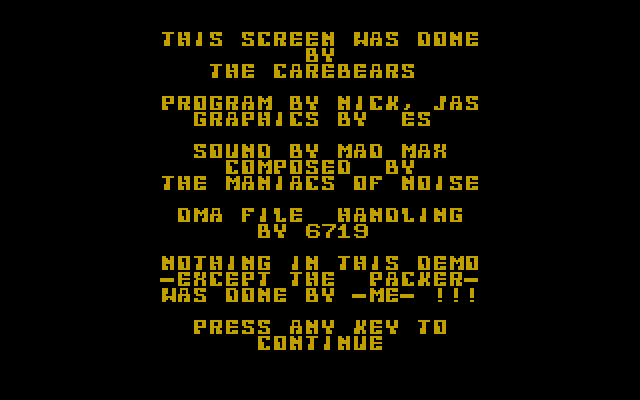 THIS SCREEN WAS DONE
BY
THE CAREBEARS
PROGRAM BY NICK, JAS
GRAPHICS BY ES
SOUND BY MAD MAX
COMPOSED BY
THE MANIACS OF NOISE
DMA FILE HANDLING
BY 6719
NOTHING IN THIS DEMO
-EXCEPT THE PACKER-
WAS DONE BY -ME- !!!
PRESS ANY KEY TO
CONTINUE